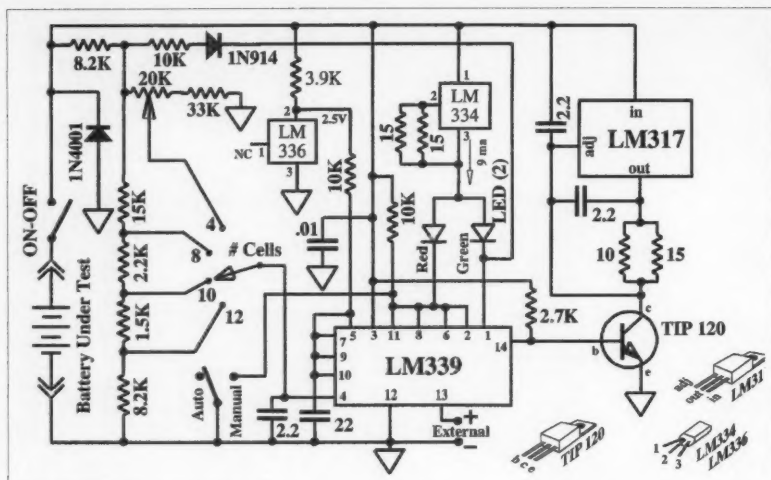 8.2K
10K
1N914
20K
33K
3.9K
2
LM
336
2.5V
NC
1
3
1
2
LM
334
3
15
15
9 ma
LED (2)
2.2
in
adj
LM317
out
2.2
10
15
1N4001
ON-OFF
15K
4
8
# Cells
10
12
2.2K
1.5K
8.2K
Battery Under Test
10K
.01
10K
Red
Green
2.7K
5
3
11
8
6
2
1
14
7
9
10
4
LM339
12
13
Auto
Manual
2.2
22
+
External
–
c
b
e
TIP 120
adj
out
in
LM31
b c e
TIP 120
1
2
3
LM334
LM336